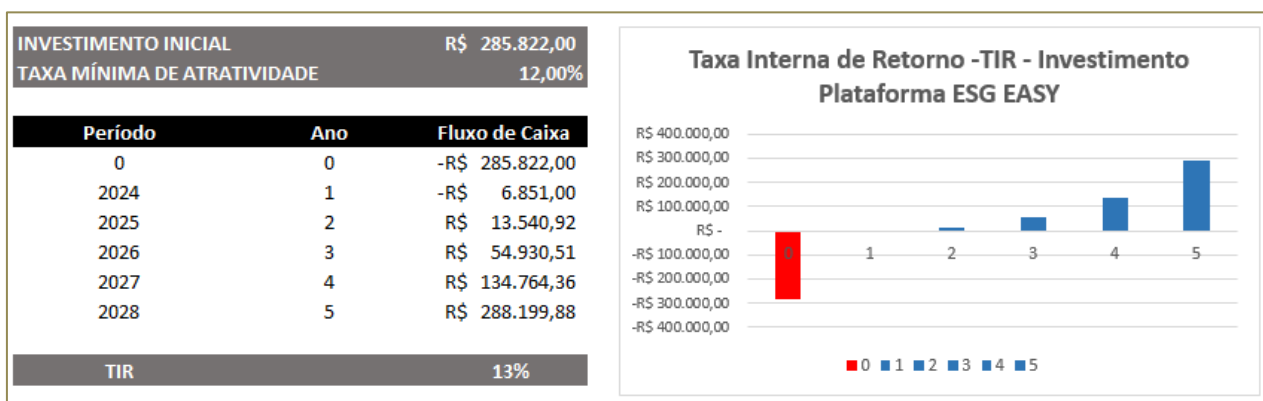 INVESTIMENTO INICIAL R$ 285.822,00
TAXA MÍNIMA DE ATRATIVIDADE 12,00%
Período Ano Fluxo de Caixa
0 0 -R$ 285.822,00
2024 1 -R$ 6.851,00
2025 2 R$ 13.540,92
2026 3 R$ 54.930,51
2027 4 R$ 134.764,36
2028 5 R$ 288.199,88
TIR 13%
Taxa Interna de Retorno -TIR - Investimento
Plataforma ESG EASY
R$ 400.000,00
R$ 300.000,00
R$ 200.000,00
R$ 100.000,00
R$ -
-R$ 100.000,00
-R$ 200.000,00
-R$ 300.000,00
-R$ 400.000,00
0 1 2 3 4 5
0 1 2 3 4 5